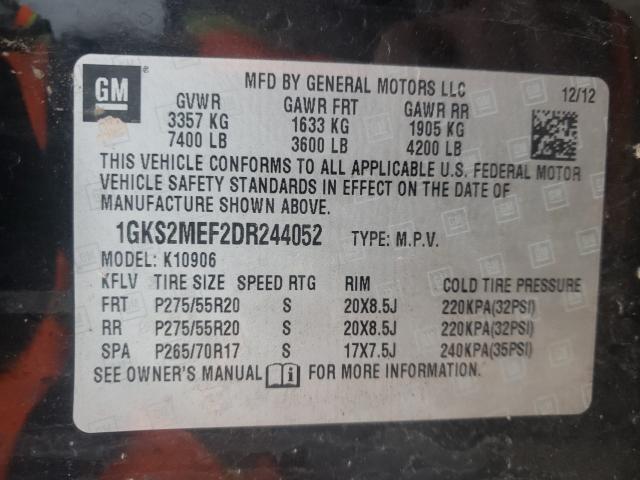 GM
MFD BY GENERAL MOTORS LLC
12/12
GVWR GAWR FRT GAWR RR
3357 KG 1633 KG 1905 KG
7400 LB 3600 LB 4200 LB
THIS VEHICLE CONFORMS TO ALL APPLICABLE U.S. FEDERAL MOTOR
VEHICLE SAFETY STANDARDS IN EFFECT ON THE DATE OF
MANUFACTURE SHOWN ABOVE.
1GKS2MEF2DR244052 TYPE: M.P.V.
MODEL: K10906
KFLV TIRE SIZE SPEED RTG RIM COLD TIRE PRESSURE
FRT P275/55R20 S 20X8.5J 220KPA(32PSI)
RR P275/55R20 S 20X8.5J 220KPA(32PSI)
SPA P265/70R17 S 17X7.5J 240KPA(35PSI)
SEE OWNER'S MANUAL i FOR MORE INFORMATION.